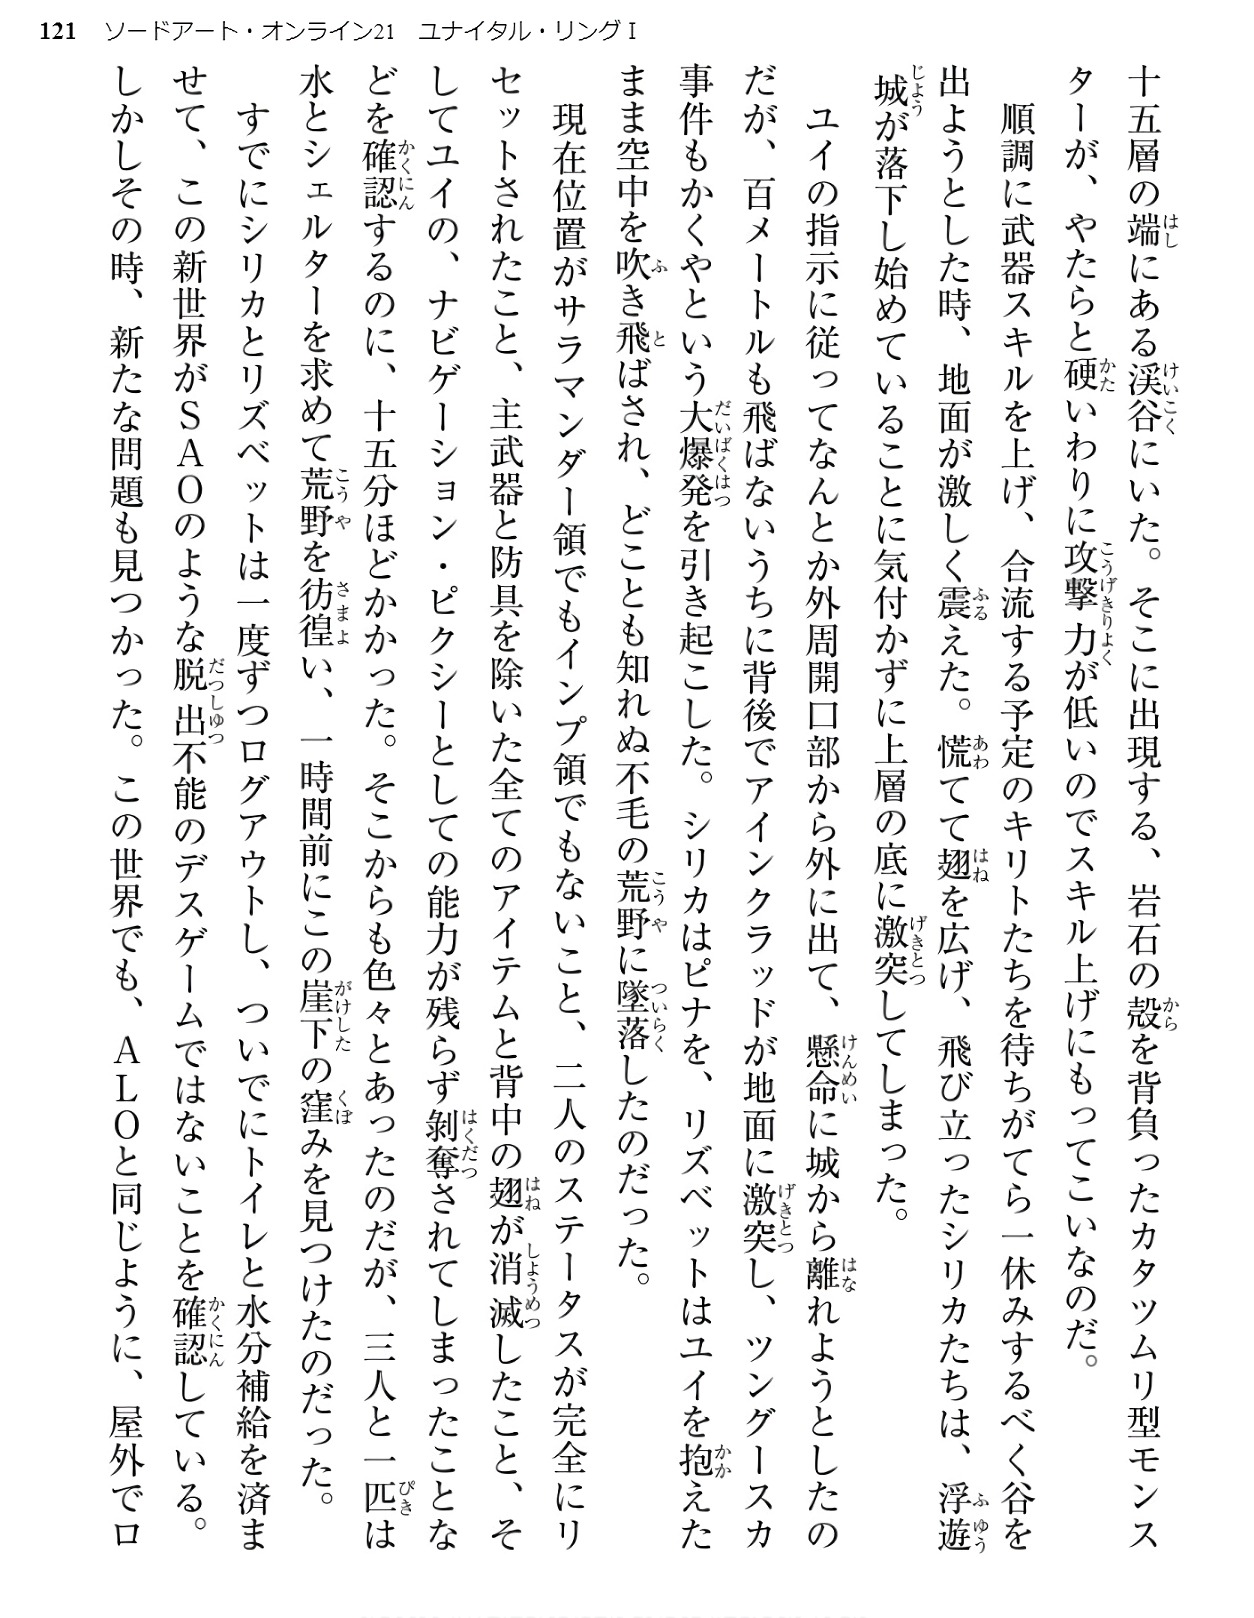 121 ソードアート・オンライン21 ユナイタル・リングⅠ
十五層の端にある渓谷にいた。そこに出現する、岩石の殻を背負ったカタツムリ型モンス
ターが、やたらと硬いわりに攻撃力が低いのでスキル上げにもってこいなのだ。
順調に武器スキルを上げ、合流する予定のキリトたちを待ちがてら一休みするべく谷を
出ようとした時、地面が激しく震えた。慌てて翅を広げ、飛び立ったシリカたちは、浮遊
城が落下し始めていることに気付かずに上層の底に激突してしまった。
ユイの指示に従ってなんとか外周開口部から外に出て、懸命に城から離れようとしたの
だが、百メートルも飛ばないうちに背後でアインクラッドが地面に激突し、ツングースカ
事件もかくやという大爆発を引き起こした。シリカはピナを、リズベットはユイを抱えた
まま空中を吹き飛ばされ、どことも知れぬ不毛の荒野に墜落したのだった。
現在位置がサラマンダー領でもインプ領でもないこと、二人のステータスが完全にリ
セットされたこと、主武器と防具を除いた全てのアイテムと背中の翅が消滅したこと、そ
してユイの、ナビゲーション・ピクシーとしての能力が残らず剝奪されてしまったことな
どを確認するのに、十五分ほどかかった。そこからも色々とあったのだが、三人と一匹は
水とシェルターを求めて荒野を彷徨い、一時間前にこの崖下の窪みを見つけたのだった。
すでにシリカとリズベットは一度ずつログアウトし、ついでにトイレと水分補給を済ま
せて、この新世界がSAOのような脱出不能のデスゲームではないことを確認している。
しかしその時、新たな問題も見つかった。この世界でも、ALOと同じように、屋外でロ